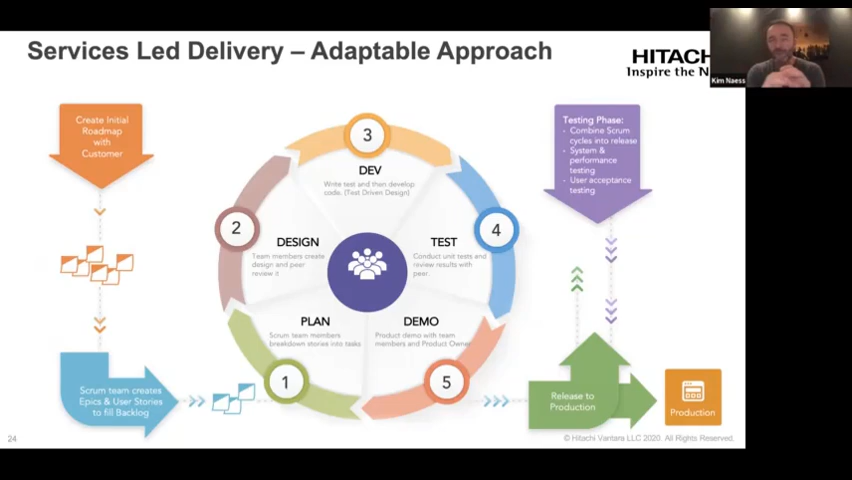 Services Led Delivery – Adaptable Approach
HITACH
Inspire the N
Kim Naess
Create Initial
Roadmap
with
Customer
Scrum team creates
Epics & User Stories
to fill Backlog
1
PLAN
Scrum team members
breakdown stories into tasks
2
DESIGN
Team members create
design and peer
review it
3
DEV
Write test and then develop
code. (Test Driven Design)
4
TEST
Conduct unit tests and
review results with
peer.
5
DEMO
Product demo with team
members and Product Owner
Testing Phase:
• Combine Scrum
cycles into release
• System &
performance
testing
• User acceptance
testing
Release to
Production
Production
24
© Hitachi Vantara LLC 2020. All Rights Reserved.